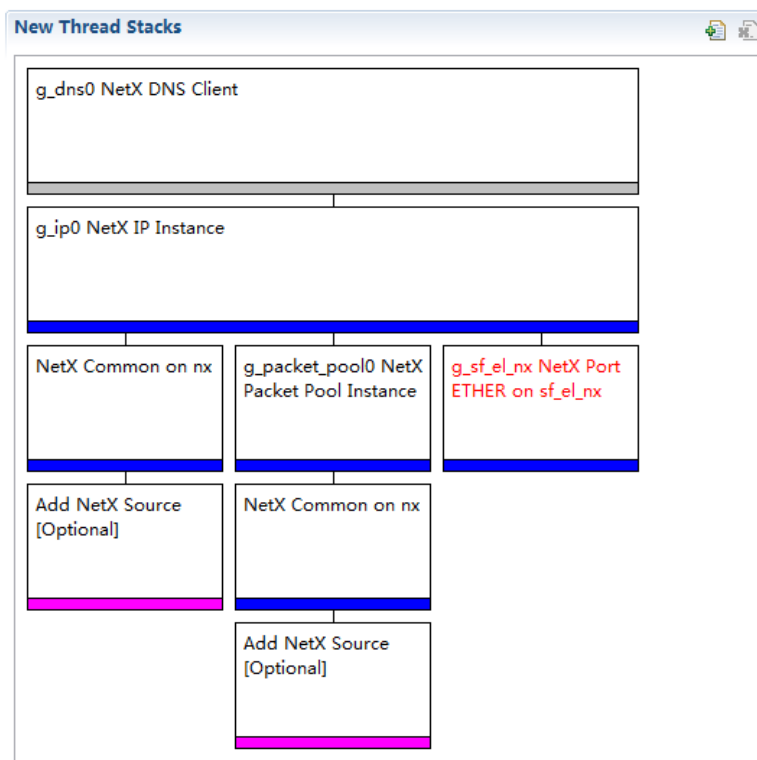 New Thread Stacks
g_dns0 NetX DNS Client
g_ip0 NetX IP Instance
NetX Common on nx
g_packet_pool0 NetX
Packet Pool Instance
g_sf_el_nx NetX Port
ETHER on sf_el_nx
Add NetX Source
[Optional]
NetX Common on nx
Add NetX Source
[Optional]